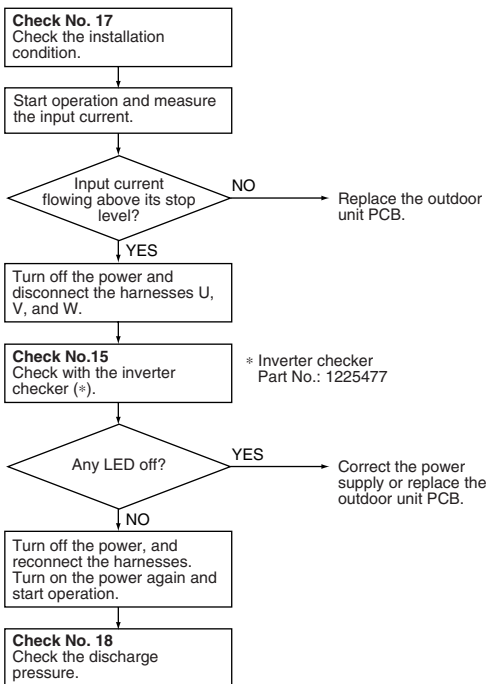 Check No. 17
Check the installation
condition.
Start operation and measure
the input current.
Input current
flowing above its stop
level?
NO
Replace the outdoor
unit PCB.
YES
Turn off the power and
disconnect the harnesses U,
V, and W.
Check No.15
Check with the inverter
checker (*).
* Inverter checker
Part No.: 1225477
Any LED off?
YES
Correct the power
supply or replace the
outdoor unit PCB.
NO
Turn off the power, and
reconnect the harnesses.
Turn on the power again and
start operation.
Check No. 18
Check the discharge
pressure.